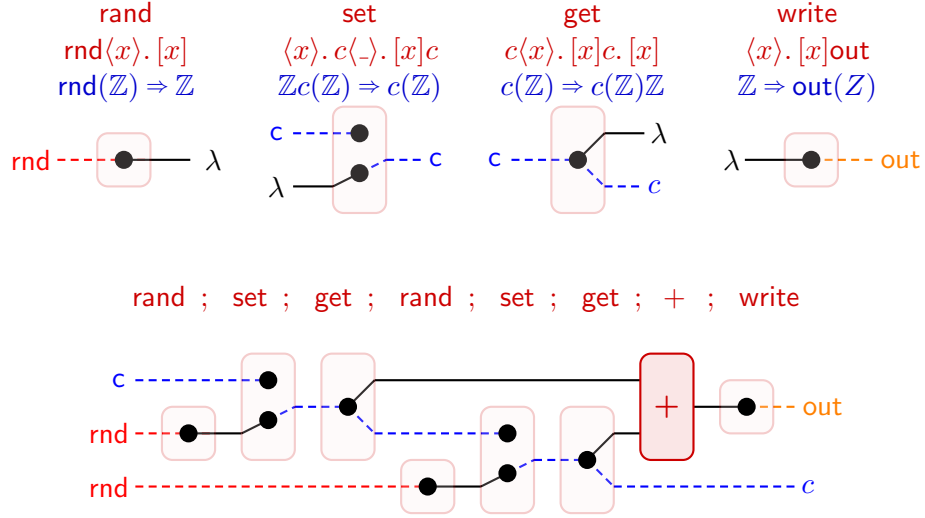 rand set get write
rnd⟨x⟩. [x] ⟨x⟩. c⟨_⟩. [x]c c⟨x⟩. [x]c. [x] ⟨x⟩. [x]out
rnd(ℤ) ⇒ ℤ ℤc(ℤ) ⇒ c(ℤ) c(ℤ) ⇒ c(ℤ)ℤ ℤ ⇒ out(Z)
c λ
rnd λ c c λ out
λ c
rand ; set ; get ; rand ; set ; get ; + ; write
c
+ out
rnd
rnd c